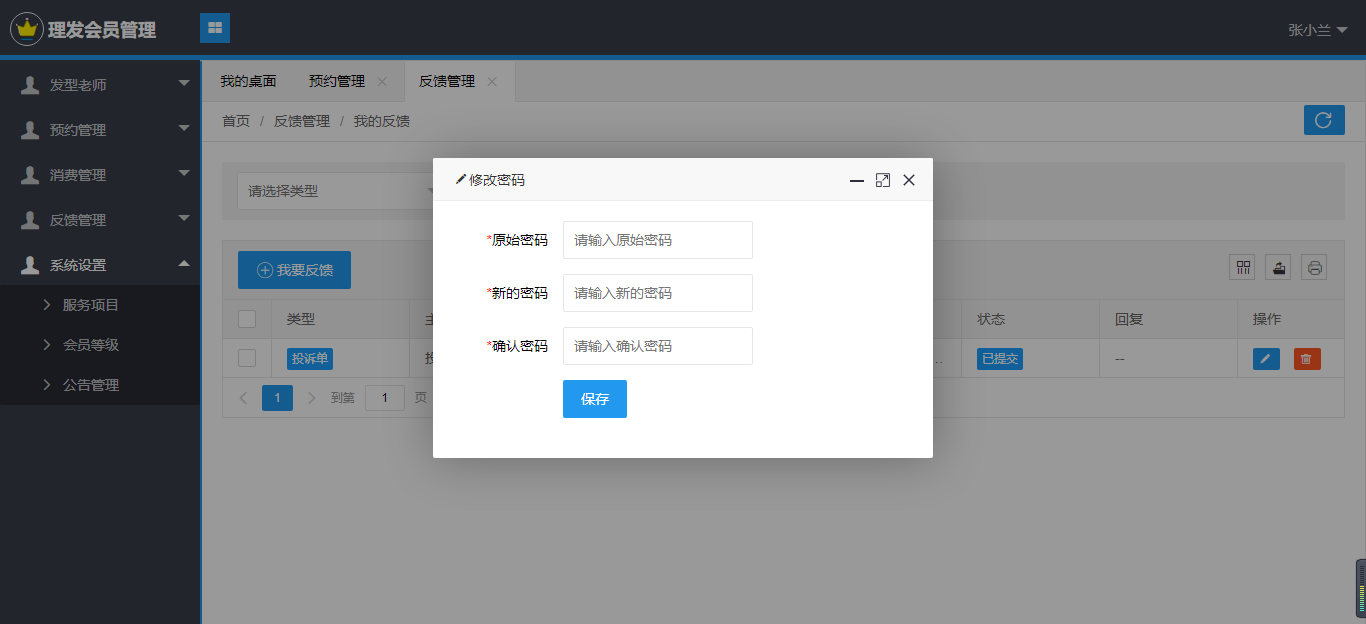 理发会员管理
张小兰
发型老师
预约管理
消费管理
反馈管理
系统设置
服务项目
会员等级
公告管理
我的桌面 预约管理 反馈管理
首页 / 反馈管理 / 我的反馈
请选择类型
我要反馈
类型 状态 回复 操作
投诉单 已提交 --
1 到第 1 页
修改密码
*原始密码 请输入原始密码
*新的密码 请输入新的密码
*确认密码 请输入确认密码
保存